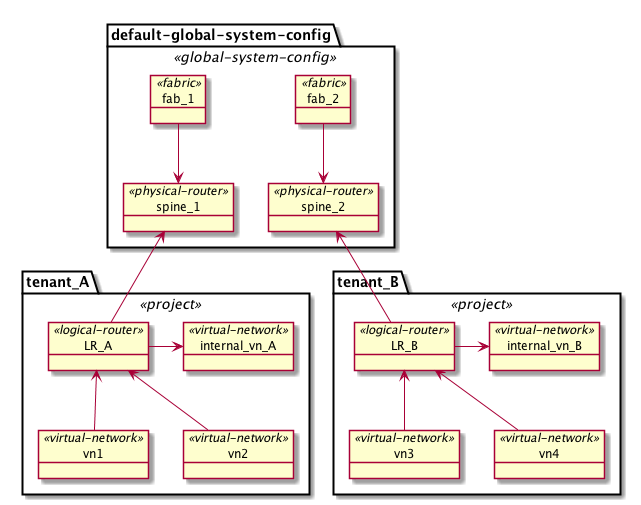 default-global-system-config
«global-system-config»
«fabric»
fab_1
«fabric»
fab_2
«physical-router»
spine_1
«physical-router»
spine_2
tenant_A
«project»
«logical-router»
LR_A
«virtual-network»
internal_vn_A
«virtual-network»
vn1
«virtual-network»
vn2
tenant_B
«project»
«logical-router»
LR_B
«virtual-network»
internal_vn_B
«virtual-network»
vn3
«virtual-network»
vn4